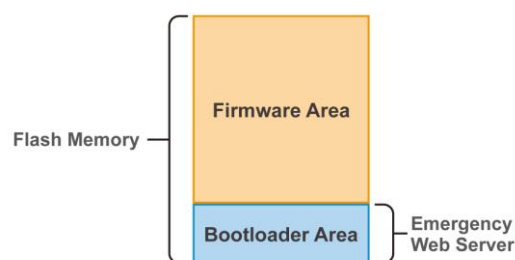 Firmware Area
Flash Memory
Bootloader Area
Emergency
Web Server